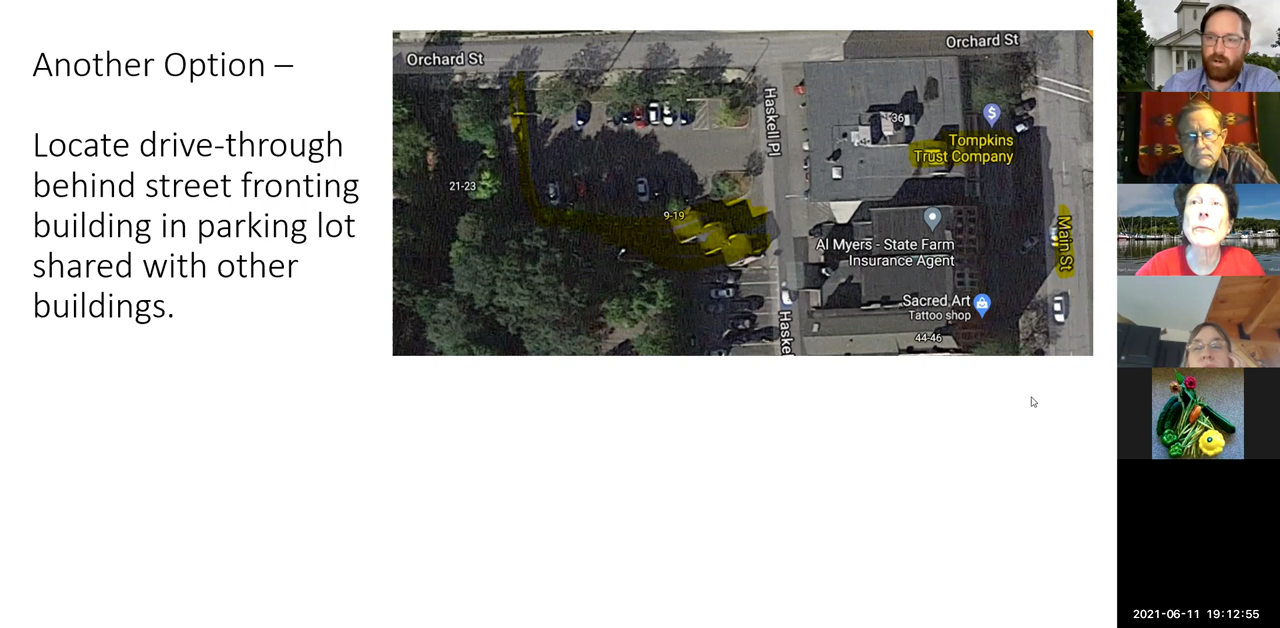 Another Option –
Locate drive-through
behind street fronting
building in parking lot
shared with other
buildings.
Orchard St
Orchard St
Haskell Pl
36
Tompkins
Trust Company
21-23
9-19
Main St
Al Myers - State Farm
Insurance Agent
Sacred Art
Tattoo shop
Haske
44-46
2021-06-11 19:12:55